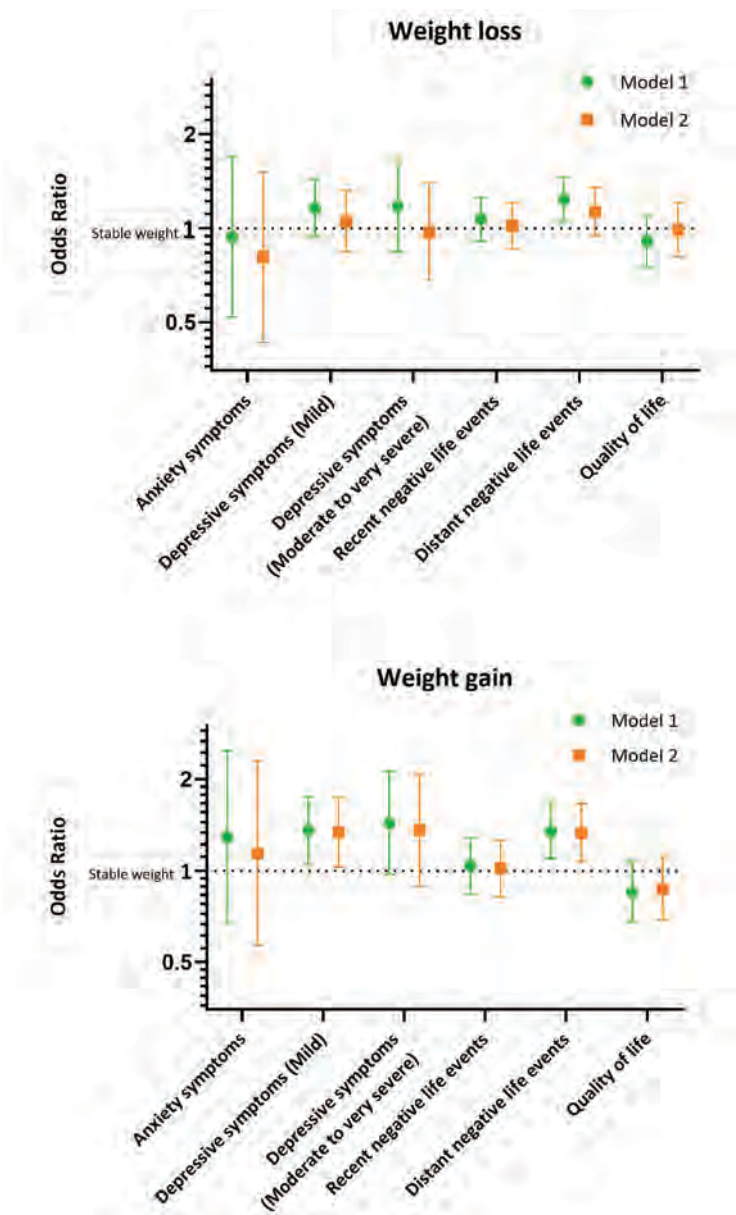 Weight loss
Model 1
Model 2
Odds Ratio
2
Stable weight 1
0.5
Anxiety symptoms
Depressive symptoms (Mild)
Depressive symptoms
(Moderate to very severe)
Recent negative life events
Distant negative life events
Quality of life
Weight gain
Model 1
Model 2
Odds Ratio
2
Stable weight 1
0.5
Anxiety symptoms
Depressive symptoms (Mild)
Depressive symptoms
(Moderate to very severe)
Recent negative life events
Distant negative life events
Quality of life